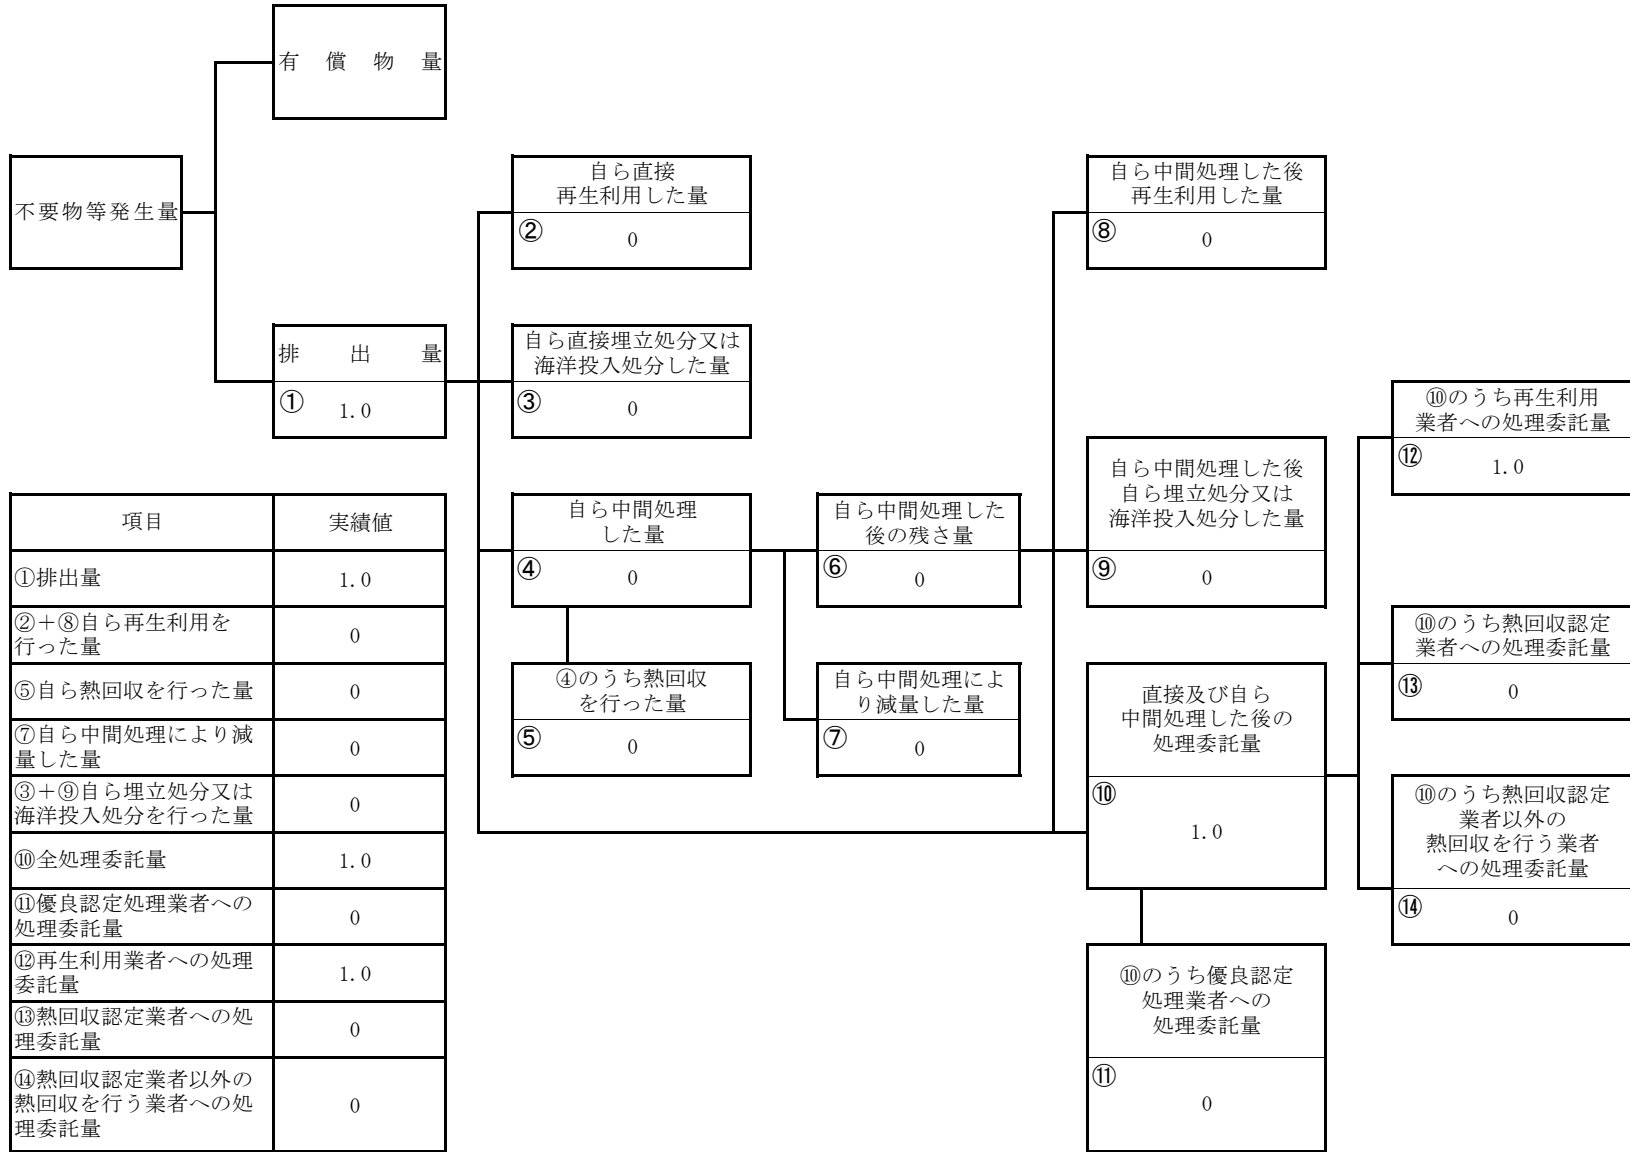 有償物量
不要物等発生量
排出量
① 1.0
自ら直接
再生利用した量
② 0
自ら直接埋立処分又は
海洋投入処分した量
③ 0
自ら中間処理
した量
④ 0
④のうち熱回収
を行った量
⑤ 0
自ら中間処理した
後の残さ量
⑥ 0
自ら中間処理によ
り減量した量
⑦ 0
自ら中間処理した後
再生利用した量
⑧ 0
自ら中間処理した後
自ら埋立処分又は
海洋投入処分した量
⑨ 0
直接及び自ら
中間処理した後の
処理委託量
⑩
1.0
⑩のうち優良認定
処理業者への
処理委託量
⑪
0
⑩のうち再生利用
業者への処理委託量
⑫ 1.0
⑩のうち熱回収認定
業者への処理委託量
⑬ 0
⑩のうち熱回収認定
業者以外の
熱回収を行う業者
への処理委託量
⑭ 0
項目 実績値
①排出量 1.0
②＋⑧自ら再生利用を
行った量 0
⑤自ら熱回収を行った量 0
⑦自ら中間処理により減
量した量 0
③＋⑨自ら埋立処分又は
海洋投入処分を行った量 0
⑩全処理委託量 1.0
⑪優良認定処理業者への
処理委託量 0
⑫再生利用業者への処理
委託量 1.0
⑬熱回収認定業者への処
理委託量 0
⑭熱回収認定業者以外の
熱回収を行う業者への処
理委託量 0